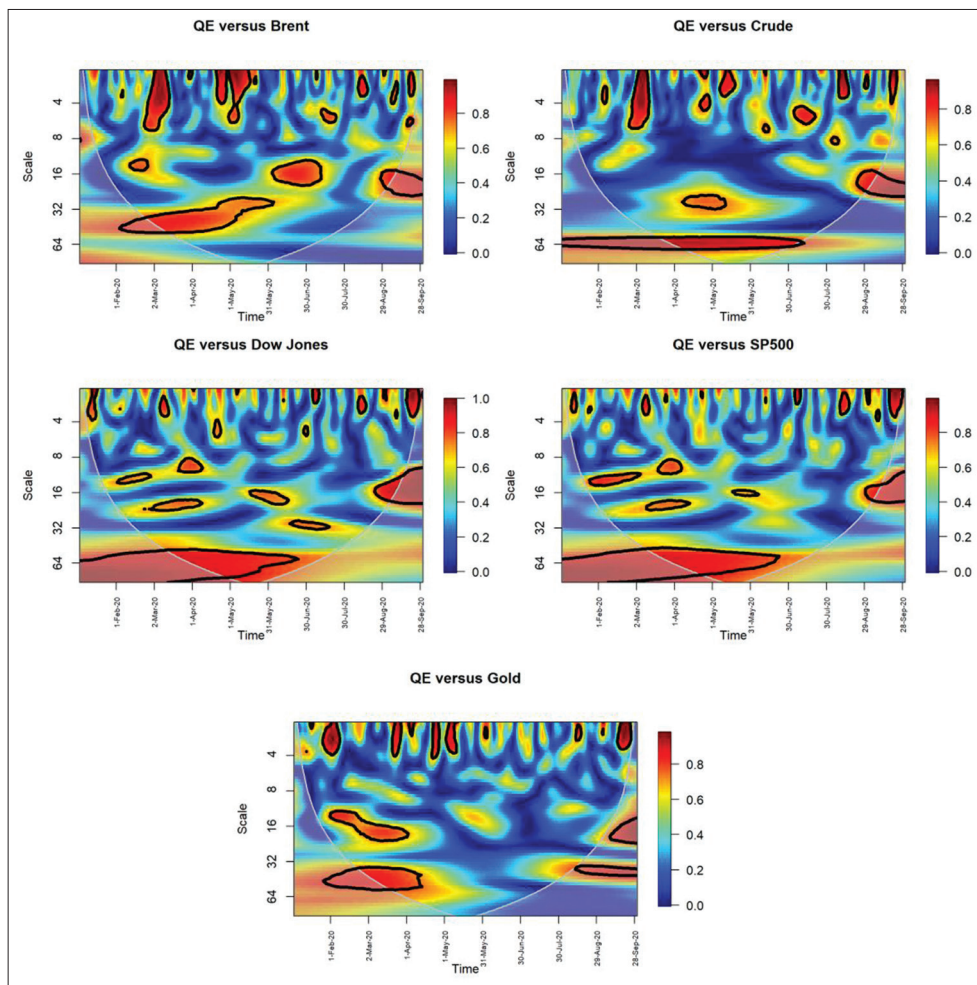 QE versus Brent
Scale
4
8
16
32
64
0.8
0.6
0.4
0.2
0.0
1-Feb-20
2-Mar-20
1-Apr-20
1-May-20
31-May-20
30-Jun-20
30-Jul-20
29-Aug-20
28-Sep-20
Time
QE versus Crude
Scale
4
8
16
32
64
0.8
0.6
0.4
0.2
0.0
1-Feb-20
2-Mar-20
1-Apr-20
1-May-20
31-May-20
30-Jun-20
30-Jul-20
29-Aug-20
28-Sep-20
Time
QE versus Dow Jones
Scale
4
8
16
32
64
1.0
0.8
0.6
0.4
0.2
0.0
1-Feb-20
2-Mar-20
1-Apr-20
1-May-20
31-May-20
30-Jun-20
30-Jul-20
29-Aug-20
28-Sep-20
Time
QE versus SP500
Scale
4
8
16
32
64
0.8
0.6
0.4
0.2
0.0
1-Feb-20
2-Mar-20
1-Apr-20
1-May-20
31-May-20
30-Jun-20
30-Jul-20
29-Aug-20
28-Sep-20
Time
QE versus Gold
Scale
4
8
16
32
64
0.8
0.6
0.4
0.2
0.0
1-Feb-20
2-Mar-20
1-Apr-20
1-May-20
31-May-20
30-Jun-20
30-Jul-20
29-Aug-20
28-Sep-20
Time